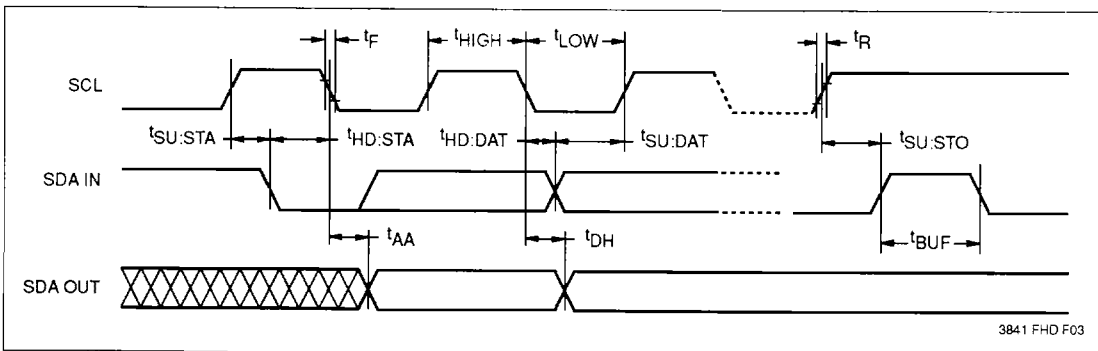 tF
tHIGH
tLOW
tR
SCL
tSU:STA
tHD:STA
tHD:DAT
tSU:DAT
tSU:STO
SDA IN
tAA
tDH
tBUF
SDA OUT
3841 FHD F03